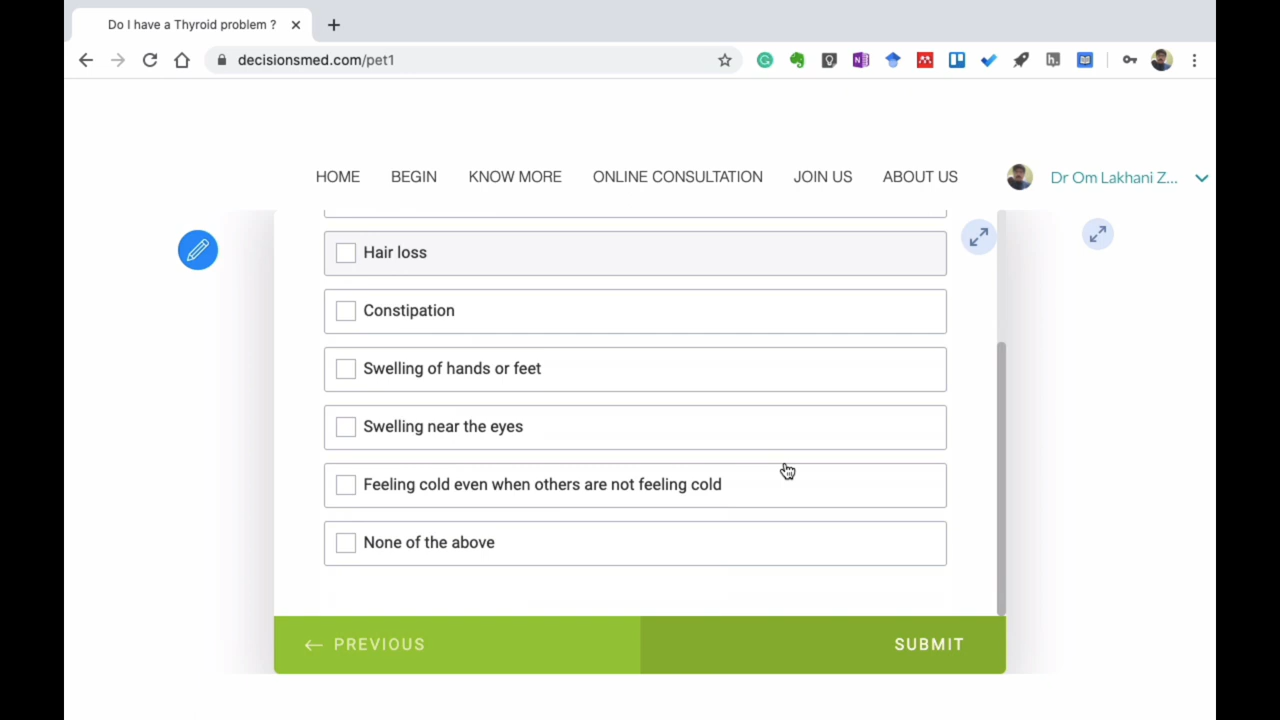 Do I have a Thyroid problem ?
decisionsmed.com/pet1
HOME BEGIN KNOW MORE ONLINE CONSULTATION JOIN US ABOUT US Dr Om Lakhani Z...
Hair loss
Constipation
Swelling of hands or feet
Swelling near the eyes
Feeling cold even when others are not feeling cold
None of the above
← PREVIOUS SUBMIT